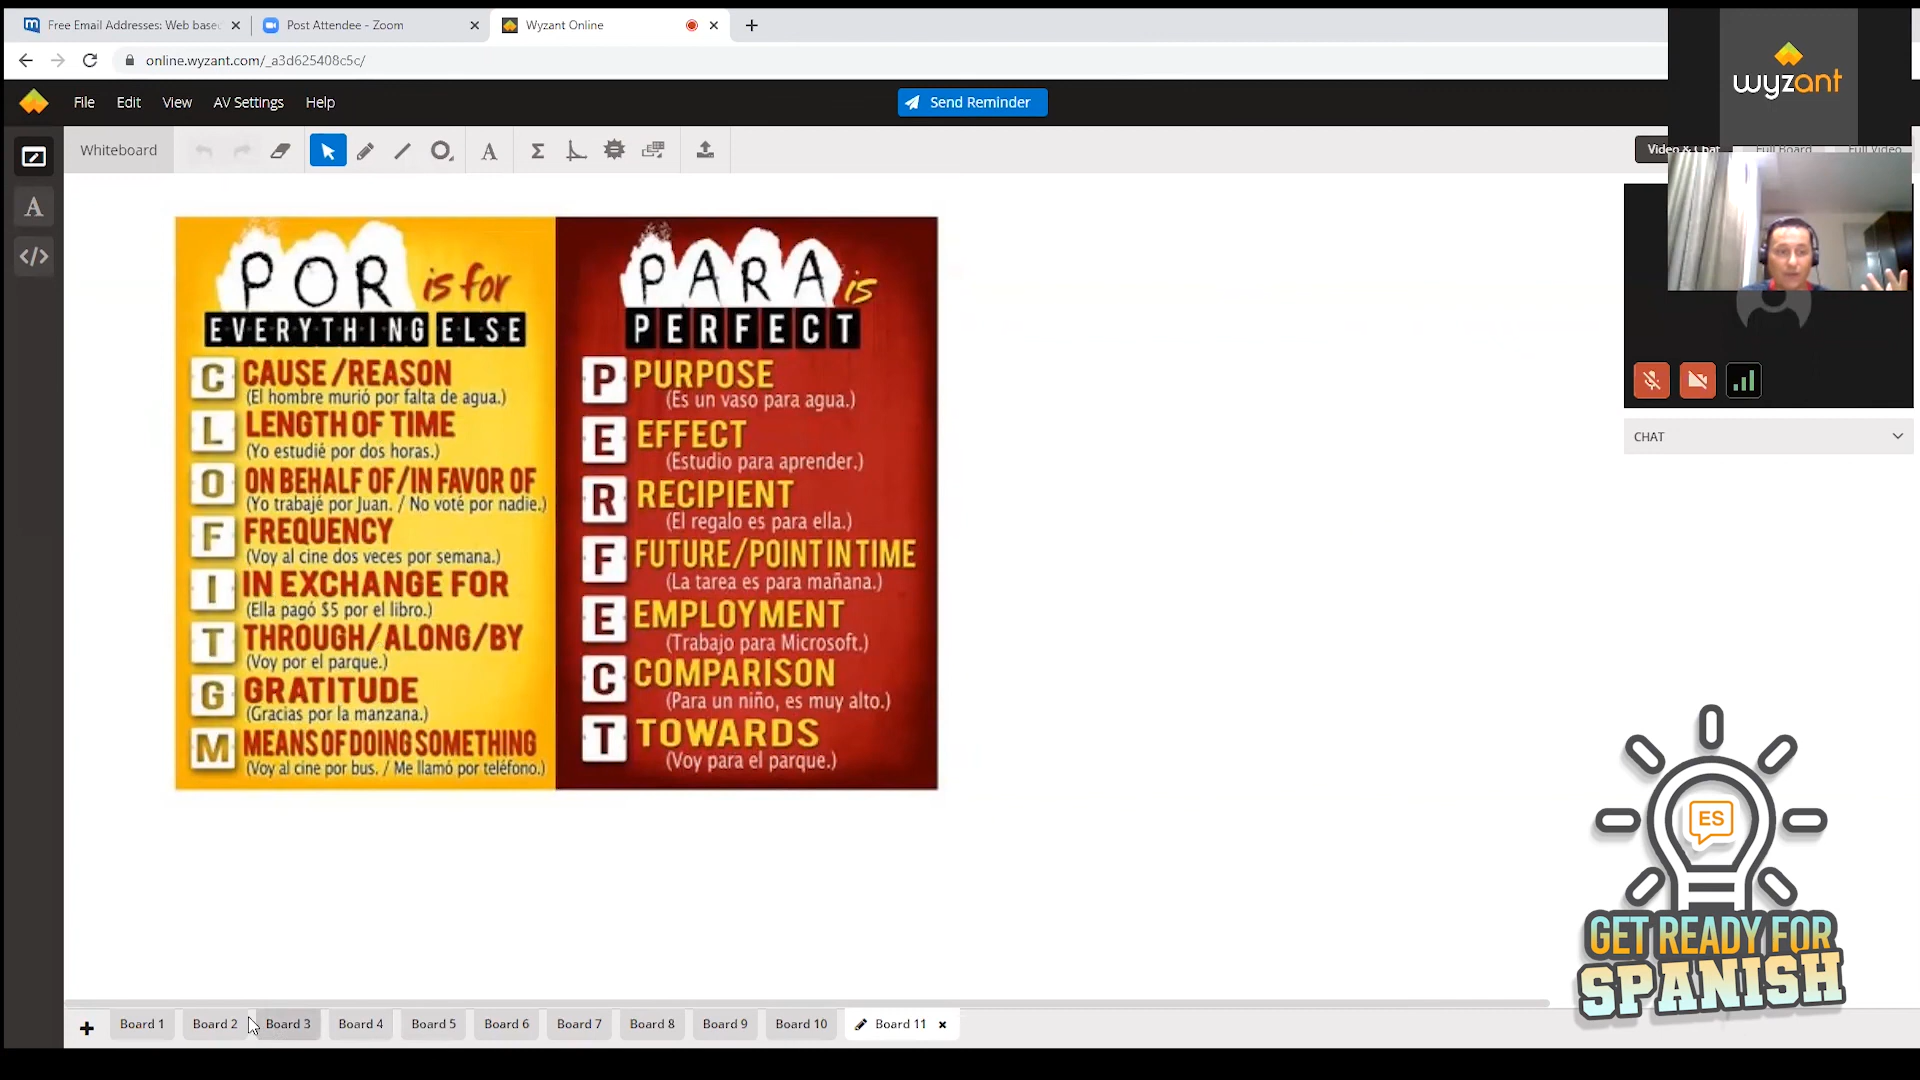 Free Email Addresses: Web based
Post Attendee - Zoom
Wyzant Online
online.wyzant.com/_a3d625408c5c/
File Edit View AV Settings Help
Send Reminder
Whiteboard
A
Σ
Video & Chat
Full Board
Full Video
wyzant
A
</>
CHAT
POR is for
EVERYTHING ELSE
C CAUSE/REASON
(El hombre murió por falta de agua.)
L LENGTH OF TIME
(Yo estudié por dos horas.)
O ON BEHALF OF/IN FAVOR OF
(Yo trabajé por Juan. / No voté por nadie.)
F FREQUENCY
(Voy al cine dos veces por semana.)
I IN EXCHANGE FOR
(Ella pagó $5 por el libro.)
T THROUGH/ALONG/BY
(Voy por el parque.)
G GRATITUDE
(Gracias por la manzana.)
M MEANS OF DOING SOMETHING
(Voy al cine por bus. / Me llamó por teléfono.)
PARA is
PERFECT
P PURPOSE
(Es un vaso para agua.)
E EFFECT
(Estudio para aprender.)
R RECIPIENT
(El regalo es para ella.)
F FUTURE/POINT IN TIME
(La tarea es para mañana.)
E EMPLOYMENT
(Trabajo para Microsoft.)
C COMPARISON
(Para un niño, es muy alto.)
T TOWARDS
(Voy para el parque.)
ES
GET READY FOR
SPANISH
Board 1 Board 2 Board 3 Board 4 Board 5 Board 6 Board 7 Board 8 Board 9 Board 10 Board 11